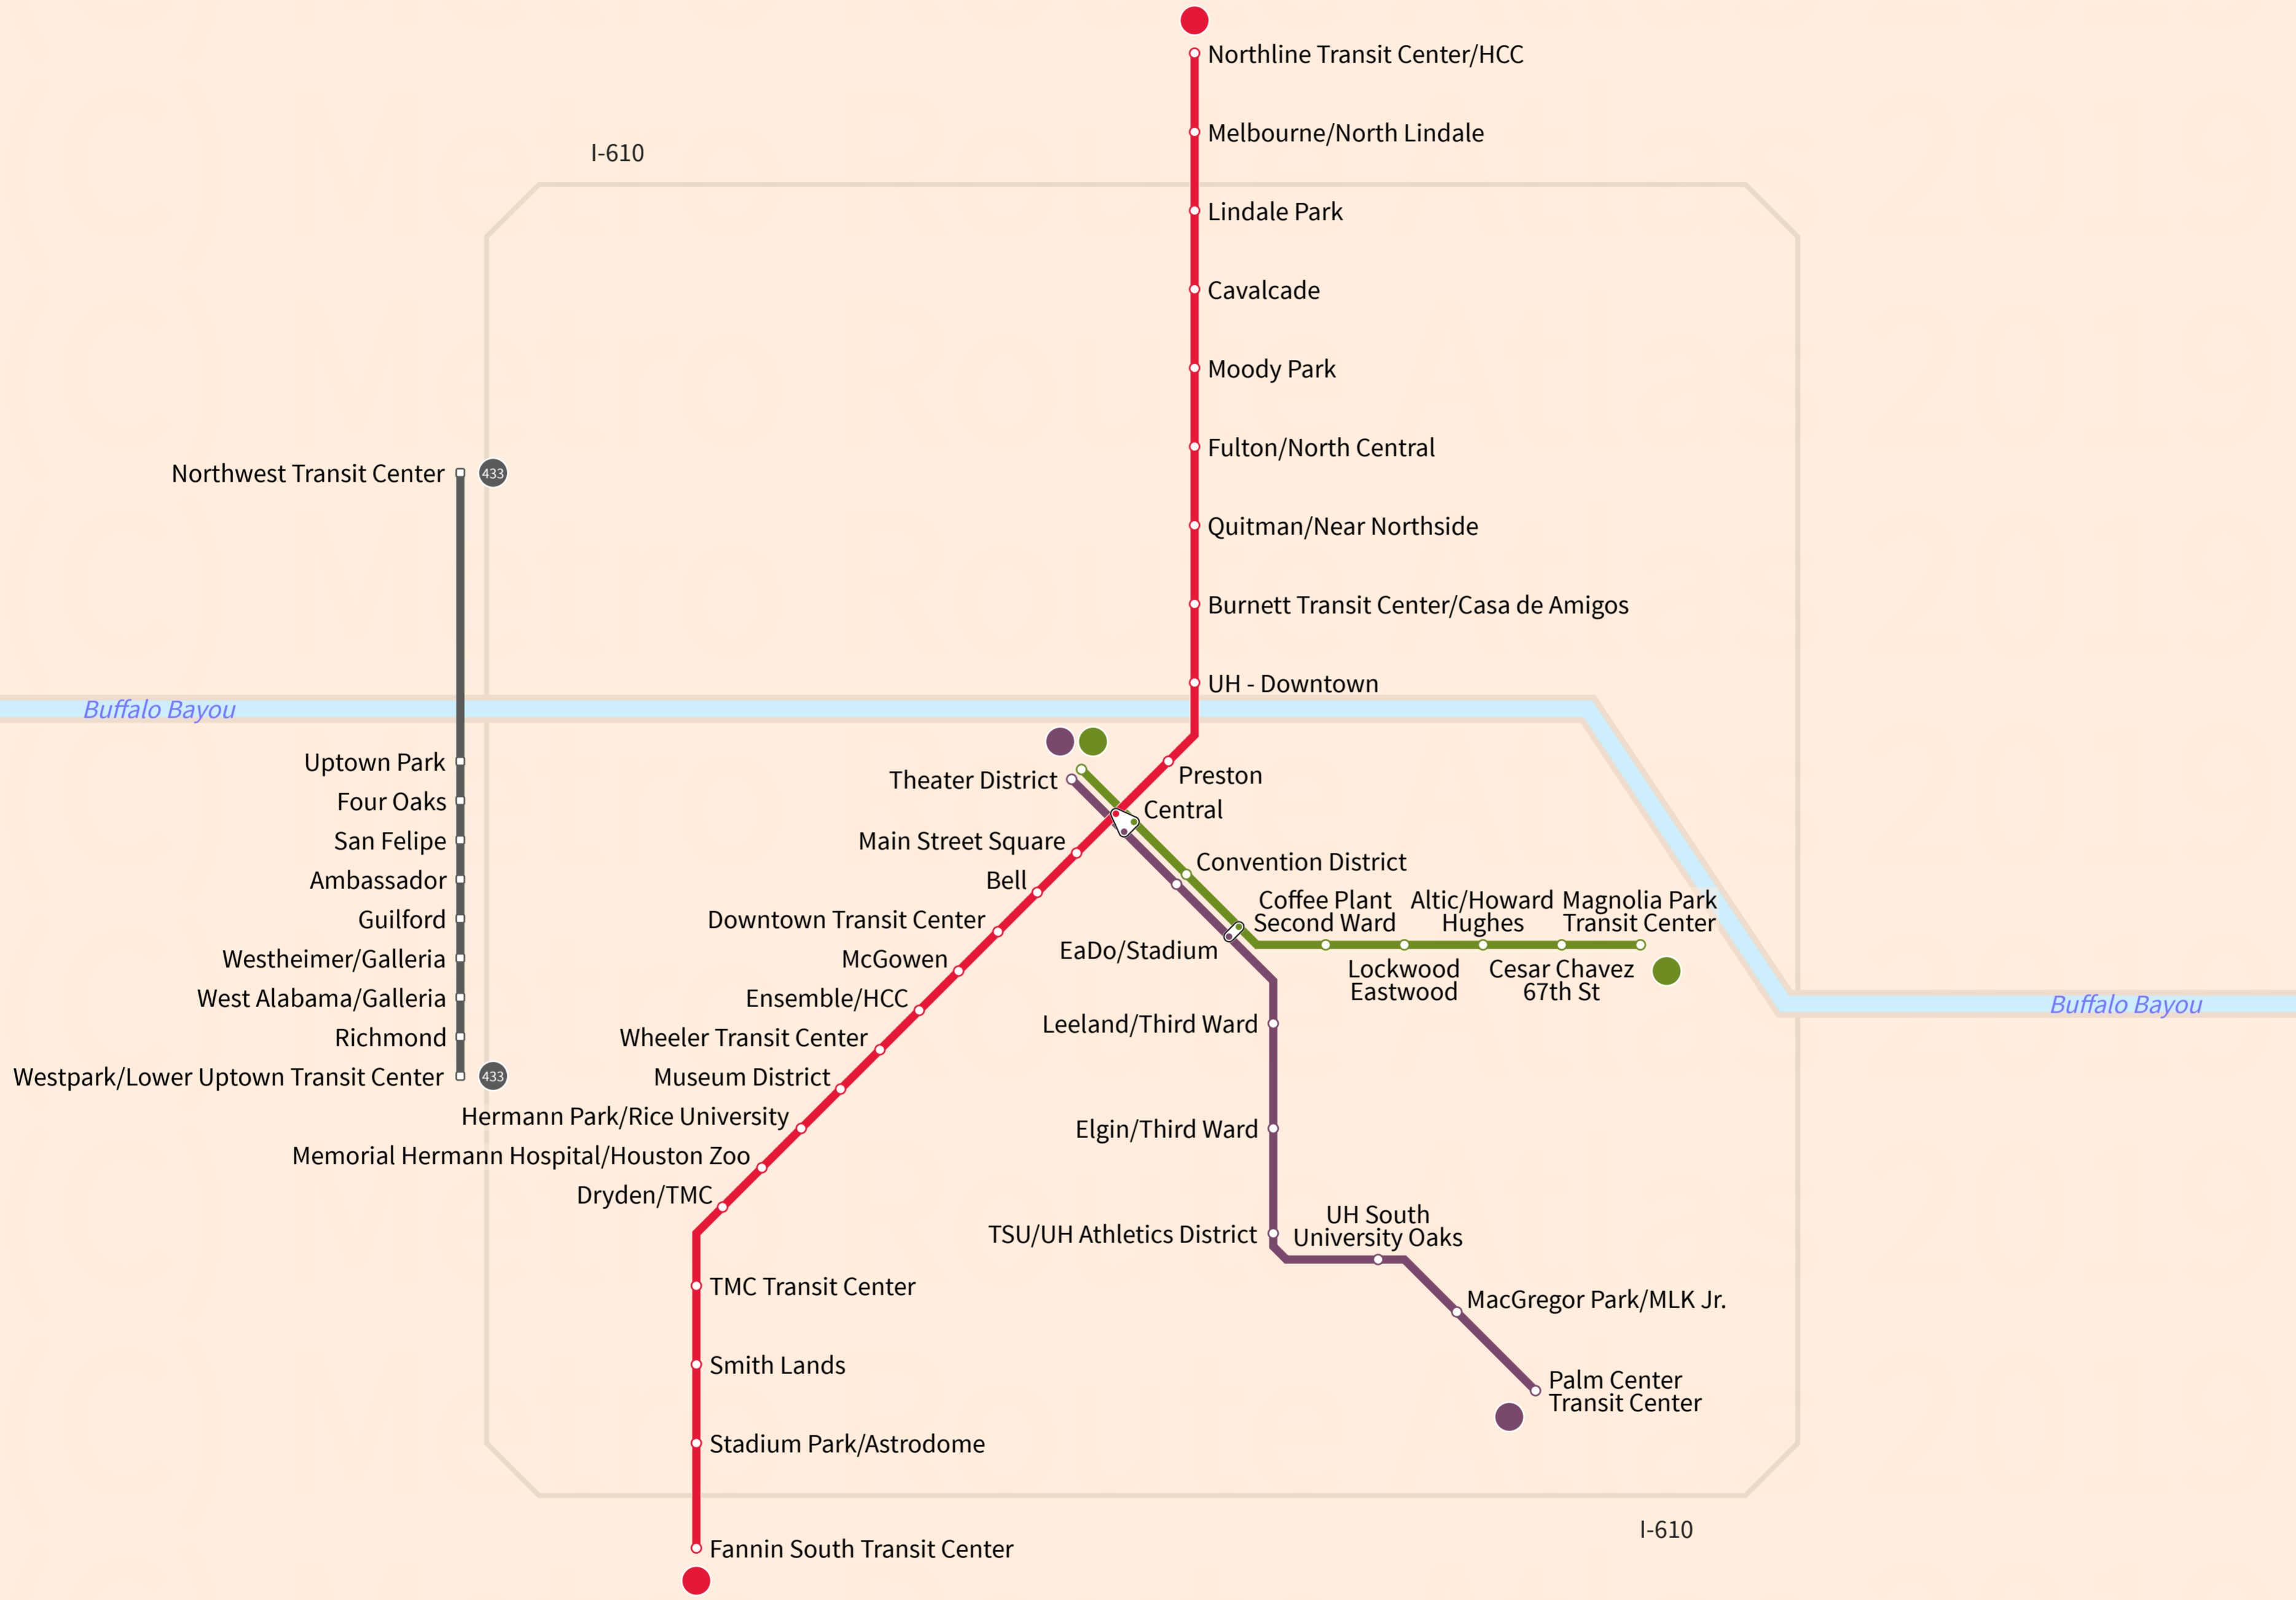 Northline Transit Center/HCC
Melbourne/North Lindale
I-610
Lindale Park
Cavalcade
Moody Park
Fulton/North Central
Northwest Transit Center
433
Quitman/Near Northside
Burnett Transit Center/Casa de Amigos
UH - Downtown
Buffalo Bayou
Uptown Park
Four Oaks
San Felipe
Ambassador
Guilford
Westheimer/Galleria
West Alabama/Galleria
Richmond
Westpark/Lower Uptown Transit Center
433
Theater District
Preston
Central
Main Street Square
Bell
Downtown Transit Center
McGowen
Ensemble/HCC
Wheeler Transit Center
Museum District
Hermann Park/Rice University
Memorial Hermann Hospital/Houston Zoo
Dryden/TMC
TMC Transit Center
Smith Lands
Stadium Park/Astrodome
Fannin South Transit Center
Convention District
EaDo/Stadium
Coffee Plant
Second Ward
Lockwood
Eastwood
Altic/Howard
Hughes
Cesar Chavez
67th St
Magnolia Park
Transit Center
Buffalo Bayou
Leeland/Third Ward
Elgin/Third Ward
TSU/UH Athletics District
UH South
University Oaks
MacGregor Park/MLK Jr.
Palm Center
Transit Center
I-610